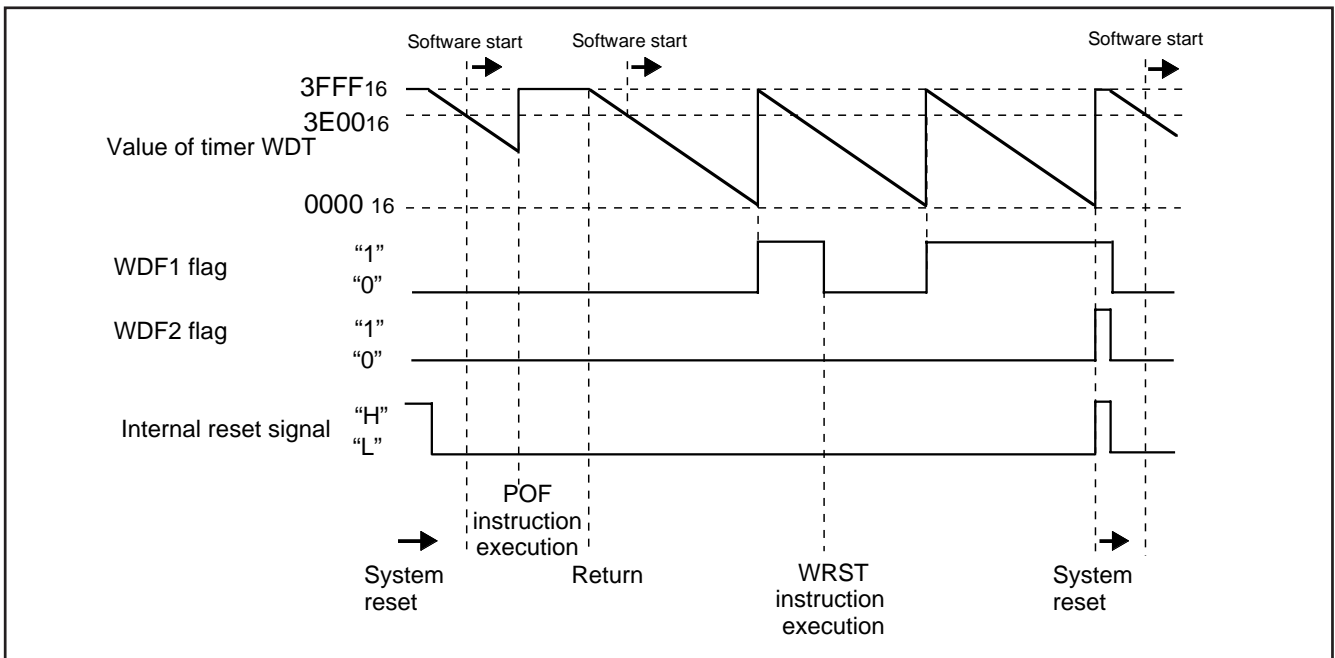 Software start
Software start
Software start
3FFF16
3E0016
Value of timer WDT
0000 16
WDF1 flag
“1”
“0”
WDF2 flag
“1”
“0”
Internal reset signal
“H”
“L”
POF
instruction
execution
System
reset
Return
WRST
instruction
execution
System
reset